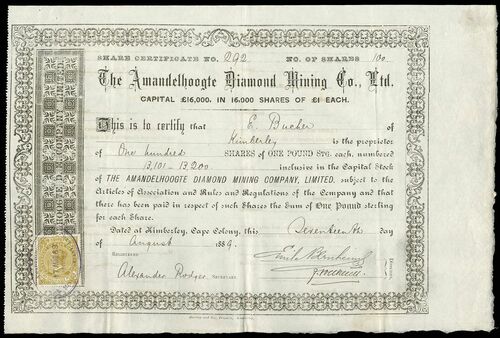 SHARE CERTIFICATE NO. 292 NO. OF SHARES 100
The Amandelhoogte Diamond Mining Co., Ltd.
CAPITAL £16,000, IN 16,000 SHARES OF £1 EACH.
This is to certify that E. Bucher of
Kimberley is the proprietor
of One hundred SHARES of ONE POUND STG. each, numbered
13,101 - 13,200 inclusive in the Capital Stock
of THE AMANDELHOOGTE DIAMOND MINING COMPANY, LIMITED, subject to the
Articles of Association and Rules and Regulations of the Company and that
there has been paid in respect of such Shares the Sum of One Pound sterling
for each Share.
Dated at Kimberley, Cape Colony, this Seventeenth day
of August 1889.
REGISTERED
Alexander Rodger SECRETARY.